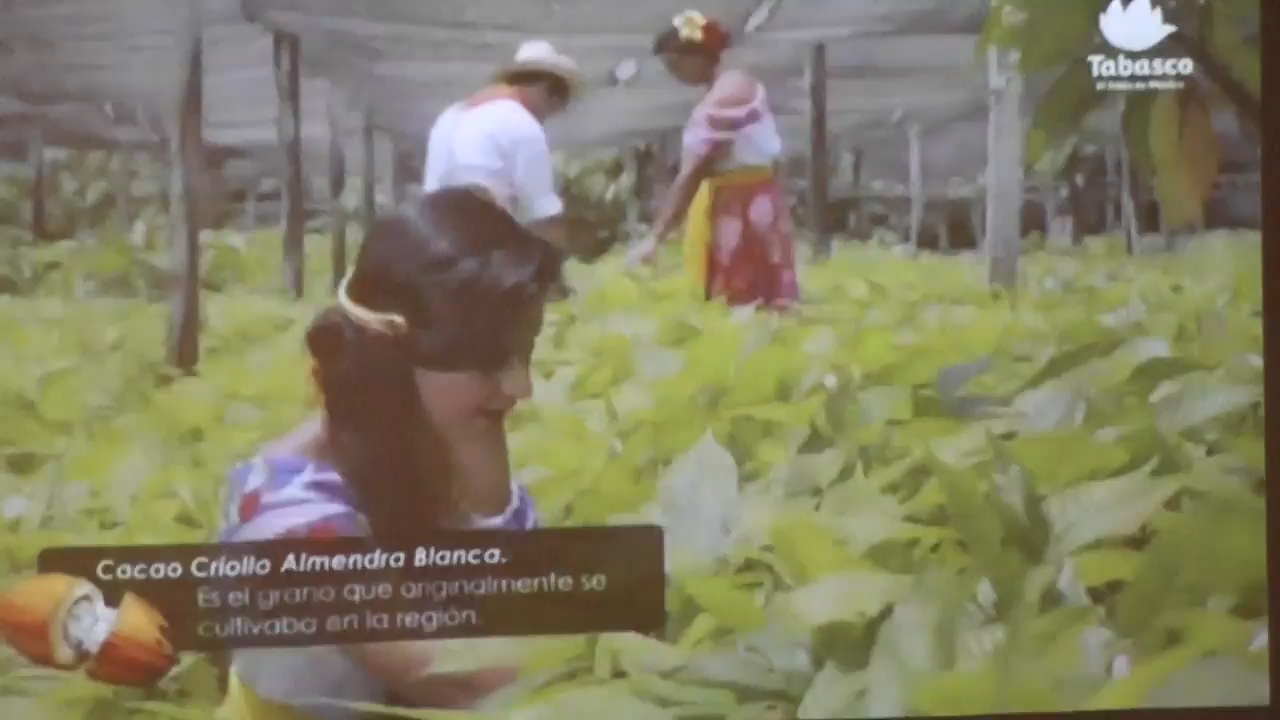 Tabasco
Cacao Criollo Almendra Blanca.
Es el grano que originalmente se
cultivaba en la región.